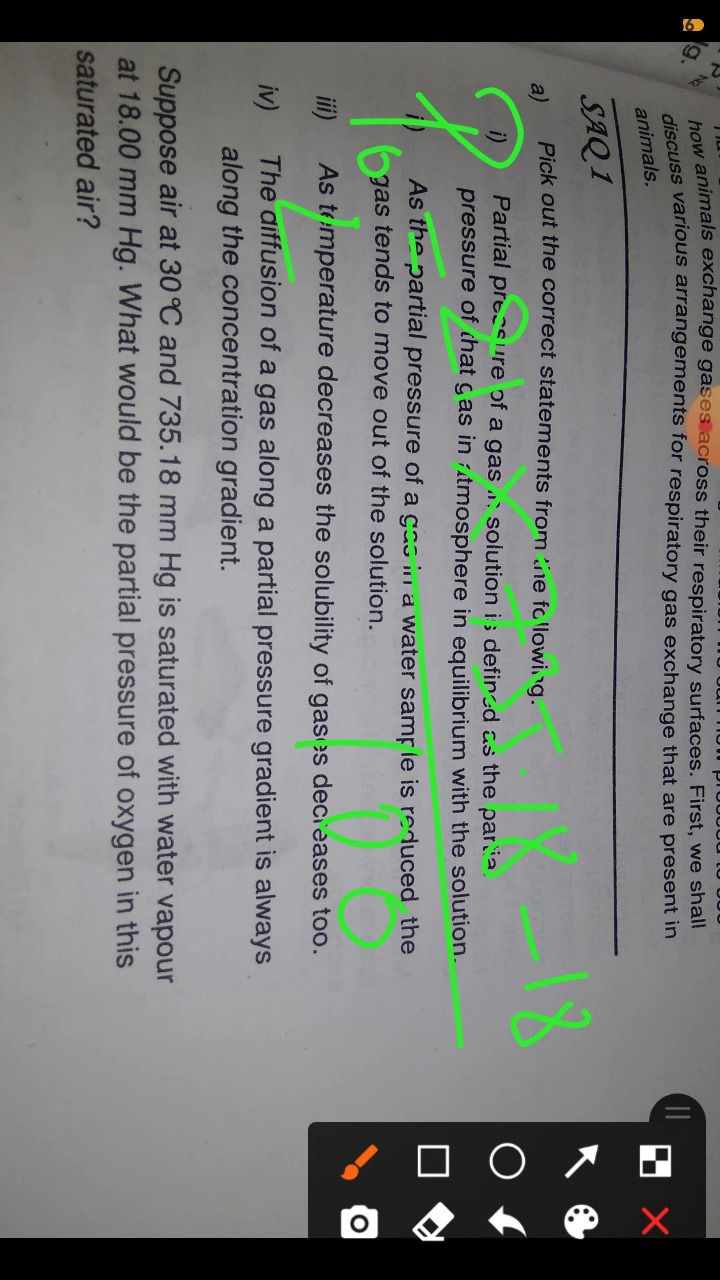 how animals exchange gases across their respiratory surfaces. First, we shall
discuss various arrangements for respiratory gas exchange that are present in
animals.
SAQ 1
a) Pick out the correct statements from the following:
i) Partial pressure of a gas in solution is defined as the partial
pressure of that gas in atmosphere in equilibrium with the solution.
ii) As the partial pressure of a gas in a water sample is reduced, the
gas tends to move out of the solution.
iii) As temperature decreases the solubility of gases decreases too.
iv) The diffusion of a gas along a partial pressure gradient is always
along the concentration gradient.
Suppose air at 30°C and 735.18 mm Hg is saturated with water vapour
at 18.00 mm Hg. What would be the partial pressure of oxygen in this
saturated air?
= 21 × 735.18 - 18
100